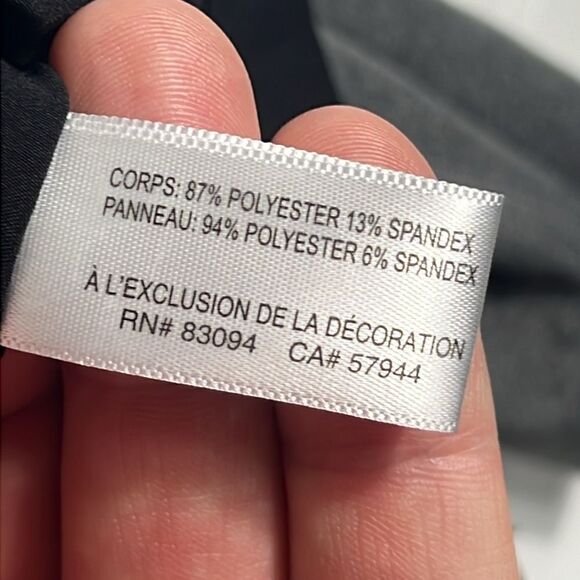 CORPS: 87% POLYESTER 13% SPANDEX
PANNEAU: 94% POLYESTER 6% SPANDEX
À L'EXCLUSION DE LA DÉCORATION
RN# 83094 CA# 57944